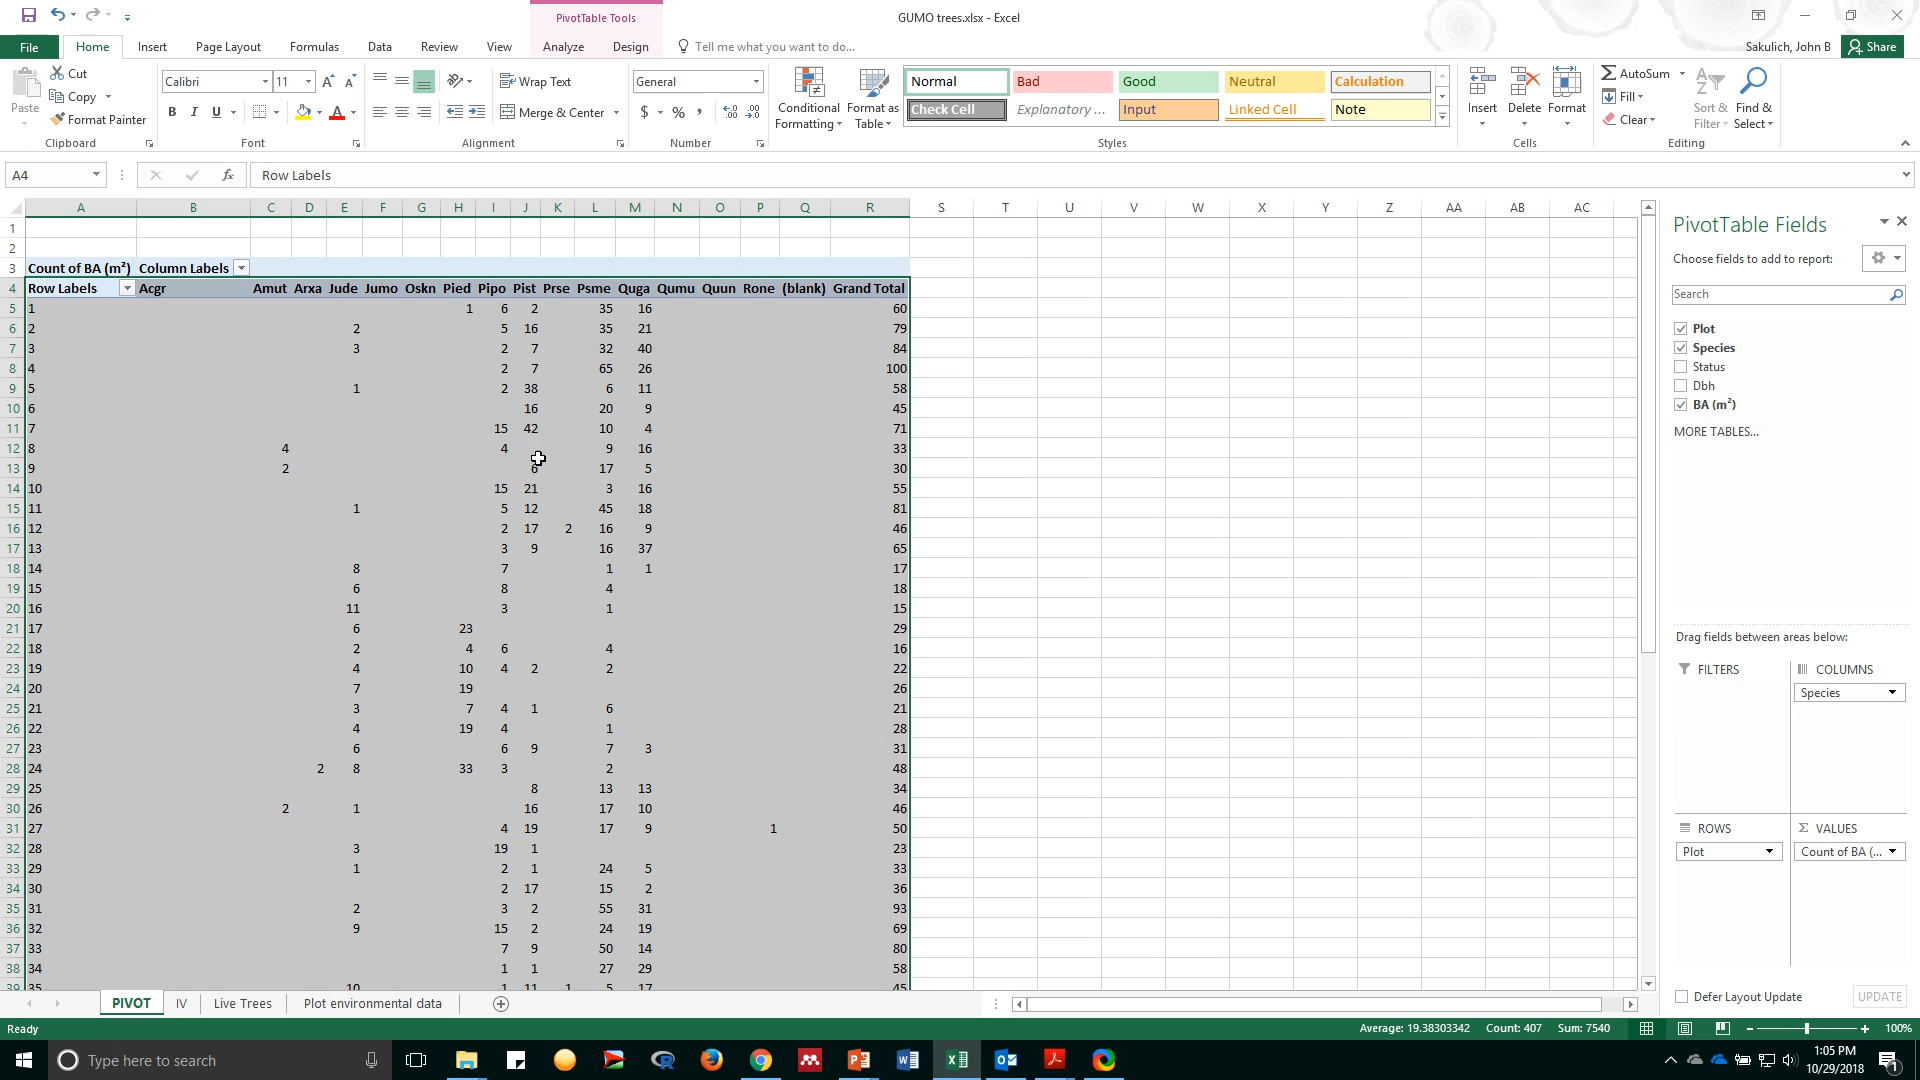 PivotTable Tools
GUMO trees.xlsx - Excel
File Home Insert Page Layout Formulas Data Review View Analyze Design Tell me what you want to do... Sakulich, John B Share
Paste Cut Copy Format Painter Clipboard
Calibri 11 B I U A Font
Wrap Text Merge & Center Alignment
General $ % , Number
Conditional Formatting Format as Table
Normal Bad Good Neutral Calculation
Check Cell Explanatory ... Input Linked Cell Note
Styles
Insert Delete Format Cells
AutoSum Fill Clear Sort & Filter Find & Select Editing
A4 fx Row Labels
A B C D E F G H I J K L M N O P Q R S T U V W X Y Z AA AB AC
1
2
3 Count of BA (m²) Column Labels
4 Row Labels Acgr Amut Arxa Jude Jumo Oskn Pied Pipo Pist Prse Psme Quga Qumu Quun Rone (blank) Grand Total
5 1 1 6 2 35 16 60
6 2 2 5 16 35 21 79
7 3 3 2 7 32 40 84
8 4 2 7 65 26 100
9 5 1 2 38 6 11 58
10 6 16 20 9 45
11 7 15 42 10 4 71
12 8 4 4 9 16 33
13 9 2 6 17 5 30
14 10 15 21 3 16 55
15 11 1 5 12 45 18 81
16 12 2 17 2 16 9 46
17 13 3 9 16 37 65
18 14 8 7 1 1 17
19 15 6 8 4 18
20 16 11 3 1 15
21 17 6 23 29
22 18 2 4 6 4 16
23 19 4 10 4 2 2 22
24 20 7 19 26
25 21 3 7 4 1 6 21
26 22 4 19 4 1 28
27 23 6 6 9 7 3 31
28 24 2 8 33 3 2 48
29 25 8 13 13 34
30 26 2 1 16 17 10 46
31 27 4 19 17 9 1 50
32 28 3 19 1 23
33 29 1 2 1 24 5 33
34 30 2 17 15 2 36
35 31 2 3 2 55 31 93
36 32 9 15 2 24 19 69
37 33 7 9 50 14 80
38 34 1 1 27 29 58
39 35 10 1 11 1 5 17 45
PivotTable Fields
Choose fields to add to report:
Search
Plot
Species
Status
Dbh
BA (m²)
MORE TABLES...
Drag fields between areas below:
FILTERS COLUMNS
Species
ROWS VALUES
Plot Count of BA (...
Defer Layout Update UPDATE
PIVOT IV Live Trees Plot environmental data
Ready Average: 19.38303342 Count: 407 Sum: 7540 100%
Type here to search
1:05 PM
10/29/2018
1